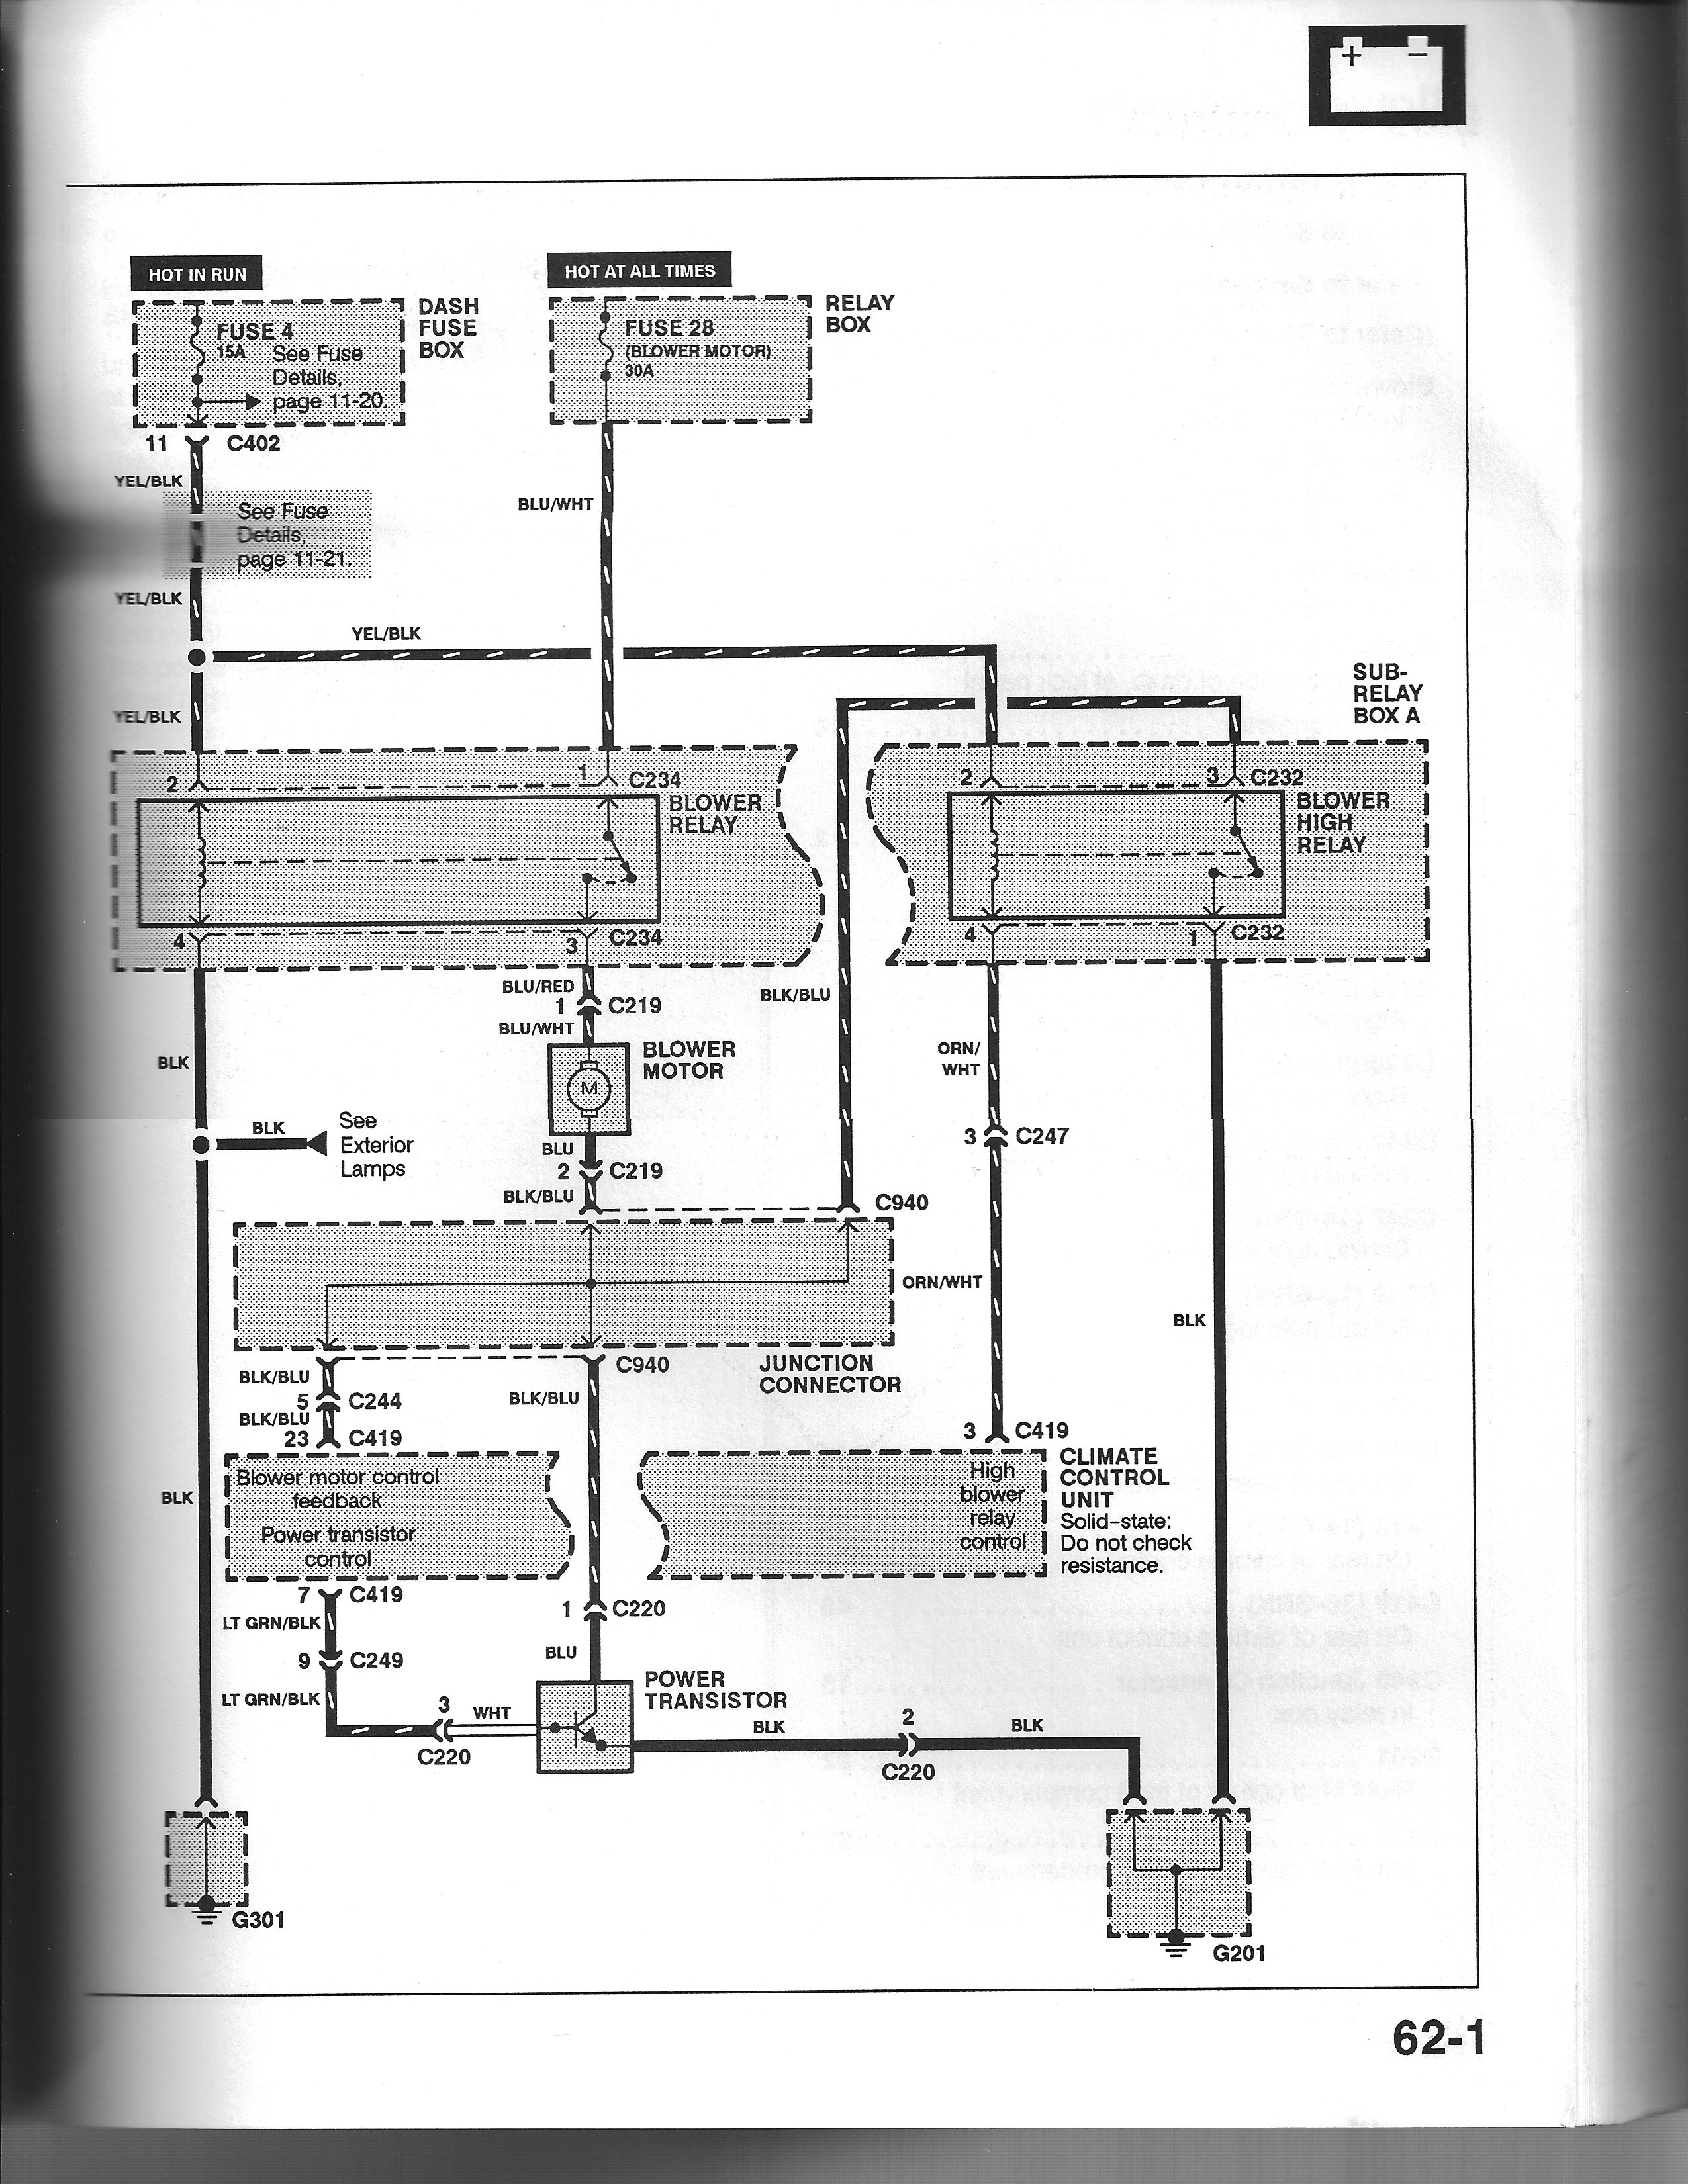 + −
HOT IN RUN
HOT AT ALL TIMES
FUSE 4
15A
See Fuse
Details,
page 11-20.
DASH
FUSE
BOX
FUSE 28
(BLOWER MOTOR)
30A
RELAY
BOX
11
C402
YEL/BLK
See Fuse
Details,
page 11-21.
BLU/WHT
YEL/BLK
YEL/BLK
YEL/BLK
SUB-
RELAY
BOX A
2
1
C234
BLOWER
RELAY
2
3
C232
BLOWER
HIGH
RELAY
4
3
C234
4
1
C232
BLU/RED
1
C219
BLU/WHT
BLK/BLU
BLOWER
MOTOR
M
BLK
ORN/
WHT
BLK
See
Exterior
Lamps
BLU
2
C219
BLK/BLU
3
C247
C940
ORN/WHT
BLK
C940
JUNCTION
CONNECTOR
BLK/BLU
5
C244
BLK/BLU
23
C419
BLK/BLU
3
C419
Blower motor control
feedback
Power transistor
control
High
blower
relay
control
CLIMATE
CONTROL
UNIT
Solid-state:
Do not check
resistance.
BLK
7
C419
LT GRN/BLK
9
C249
LT GRN/BLK
1
C220
BLU
POWER
TRANSISTOR
3
WHT
C220
BLK
2
C220
BLK
G301
G201
62-1